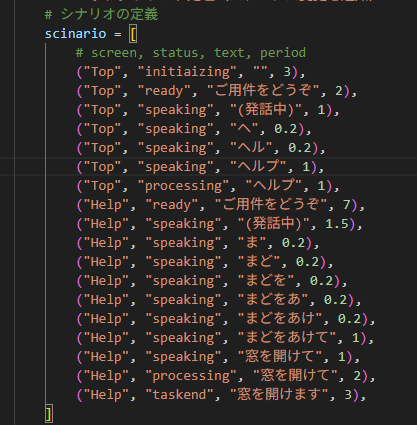 # シナリオの定義
scinario = [
# screen, status, text, period
("Top", "initiaizing", "", 3),
("Top", "ready", "ご用件をどうぞ", 2),
("Top", "speaking", "(発話中)", 1),
("Top", "speaking", "ヘ", 0.2),
("Top", "speaking", "ヘル", 0.2),
("Top", "speaking", "ヘルプ", 1),
("Top", "processing", "ヘルプ", 1),
("Help", "ready", "ご用件をどうぞ", 7),
("Help", "speaking", "(発話中)", 1.5),
("Help", "speaking", "ま", 0.2),
("Help", "speaking", "まど", 0.2),
("Help", "speaking", "まどを", 0.2),
("Help", "speaking", "まどをあ", 0.2),
("Help", "speaking", "まどをあけ", 0.2),
("Help", "speaking", "まどをあけて", 1),
("Help", "speaking", "窓を開けて", 1),
("Help", "processing", "窓を開けて", 2),
("Help", "taskend", "窓を開けます", 3),
]